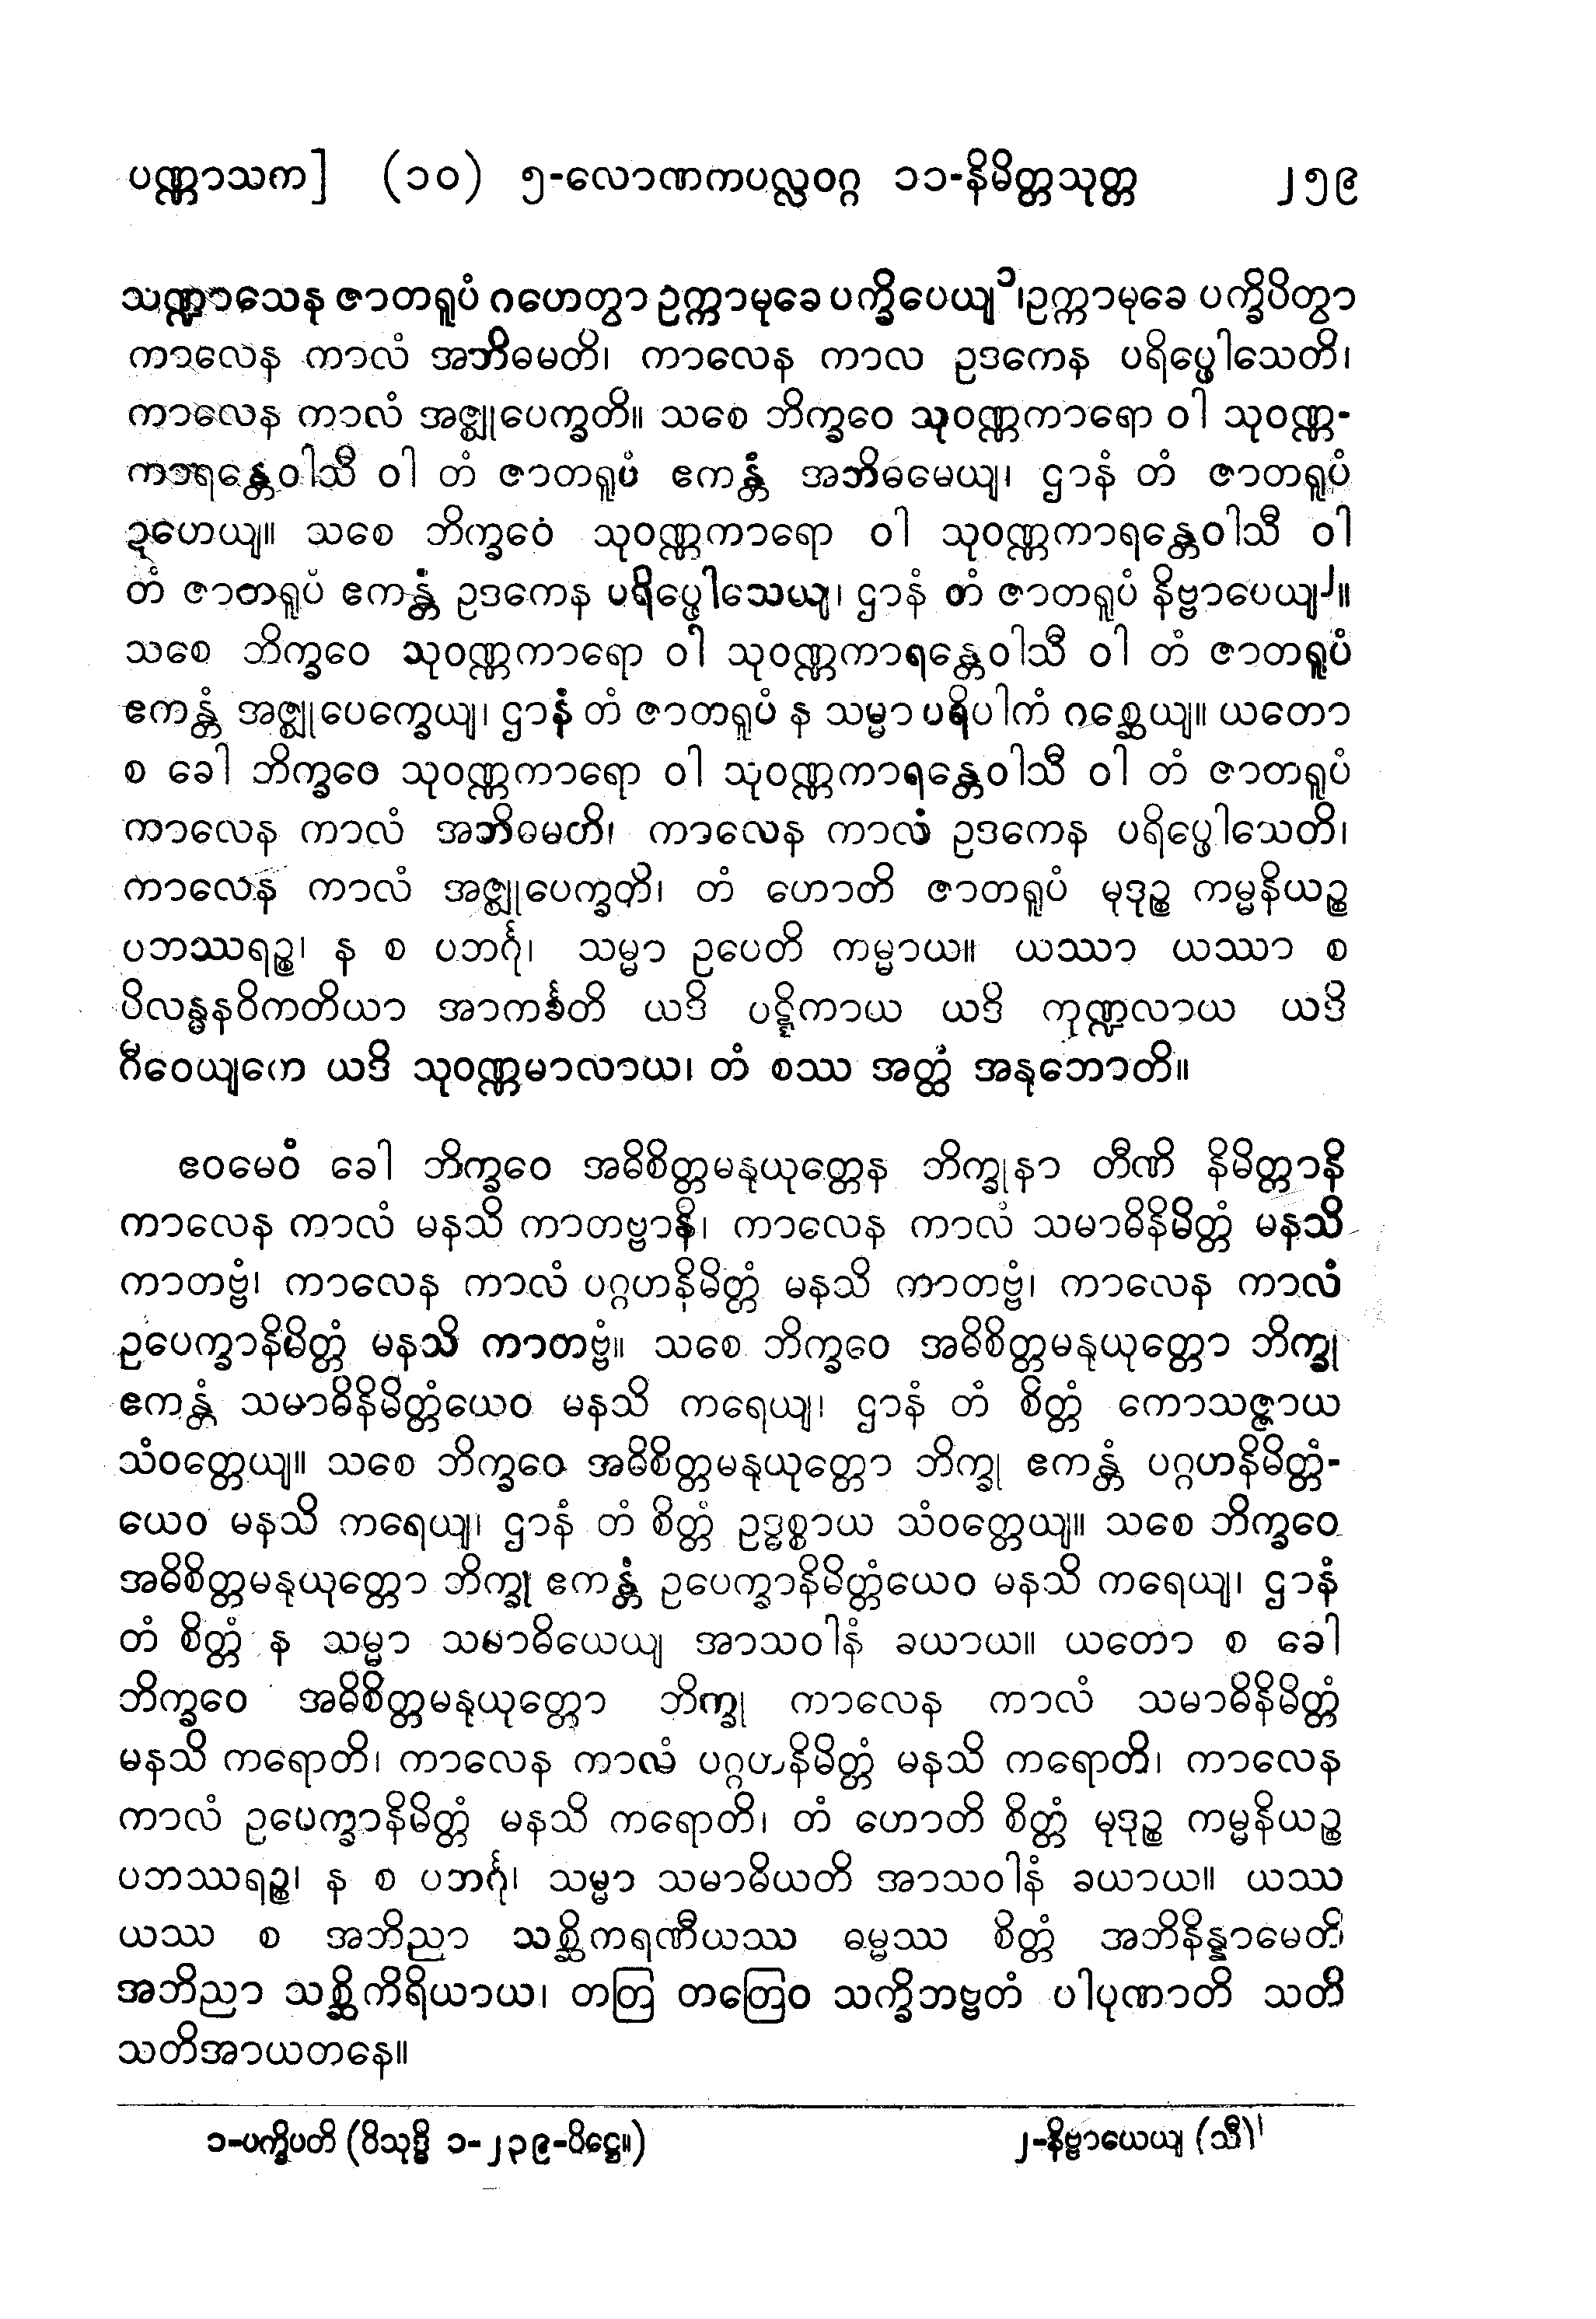 ပဏ္ဏာသက] (၁၀) ၅-လောဏကပလ္လဝဂ္ဂ ၁၁-နိမိတ္တသုတ္တ ၂၅၉
သဏ္ဍာသေန ဇာတရူပံ ဂဟေတွာ ဥက္ကာမုခေ ပက္ခိပေယျ၁၊ ဥက္ကာမုခေ ပက္ခိပိတွာ
ကာလေန ကာလံ အဘိဓမတိ၊ ကာလေန ကာလ ဥဒကေန ပရိပ္ဖေါသေတိ၊
ကာလေန ကာလံ အဇ္ဈုပေက္ခတိ။ သစေ ဘိက္ခဝေ သုဝဏ္ဏကာရော ဝါ သုဝဏ္ဏ-
ကာရန္တေဝါသီ ဝါ တံ ဇာတရူပံ ဧကန္တံ အဘိဓမေယျ၊ ဌာနံ တံ ဇာတရူပံ
ဍဟေယျ။ သစေ ဘိက္ခဝေ သုဝဏ္ဏကာရော ဝါ သုဝဏ္ဏကာရန္တေဝါသီ ဝါ
တံ ဇာတရူပံ ဧကန္တံ ဥဒကေန ပရိပ္ဖေါသေယျ၊ ဌာနံ တံ ဇာတရူပံ နိဗ္ဗာပေယျ၂။
သစေ ဘိက္ခဝေ သုဝဏ္ဏကာရော ဝါ သုဝဏ္ဏကာရန္တေဝါသီ ဝါ တံ ဇာတရူပံ
ဧကန္တံ အဇ္ဈုပေက္ခေယျ၊ ဌာနံ တံ ဇာတရူပံ န သမ္မာ ပရိပါကံ ဂစ္ဆေယျ။ ယတော
စ ခေါ ဘိက္ခဝေ သုဝဏ္ဏကာရော ဝါ သုဝဏ္ဏကာရန္တေဝါသီ ဝါ တံ ဇာတရူပံ
ကာလေန ကာလံ အဘိဓမတိ၊ ကာလေန ကာလံ ဥဒကေန ပရိပ္ဖေါသေတိ၊
ကာလေန ကာလံ အဇ္ဈုပေက္ခတိ၊ တံ ဟောတိ ဇာတရူပံ မုဒုဉ္စ ကမ္မနိယဉ္စ
ပဘဿရဉ္စ၊ န စ ပဘင်္ဂု၊ သမ္မာ ဥပေတိ ကမ္မာယ။ ယဿာ ယဿာ စ
ပိလန္ဓနဝိကတိယာ အာကင်္ခတိ ယဒိ ပဋ္ဋိကာယ ယဒိ ကုဏ္ဍလာယ ယဒိ
ဂီဝေယျကေ ယဒိ သုဝဏ္ဏမာလာယ၊ တံ စဿ အတ္ထံ အနုဘောတိ။
ဧဝမေဝံ ခေါ ဘိက္ခဝေ အဓိစိတ္တမနုယုတ္တေန ဘိက္ခုနာ တီဏိ နိမိတ္တာနိ
ကာလေန ကာလံ မနသိ ကာတဗ္ဗာနိ၊ ကာလေန ကာလံ သမာဓိနိမိတ္တံ မနသိ
ကာတဗ္ဗံ၊ ကာလေန ကာလံ ပဂ္ဂဟနိမိတ္တံ မနသိ ကာတဗ္ဗံ၊ ကာလေန ကာလံ
ဥပေက္ခာနိမိတ္တံ မနသိ ကာတဗ္ဗံ။ သစေ ဘိက္ခဝေ အဓိစိတ္တမနုယုတ္တော ဘိက္ခု
ဧကန္တံ သမာဓိနိမိတ္တံယေဝ မနသိ ကရေယျ၊ ဌာနံ တံ စိတ္တံ ကောသဇ္ဇာယ
သံဝတ္တေယျ။ သစေ ဘိက္ခဝေ အဓိစိတ္တမနုယုတ္တော ဘိက္ခု ဧကန္တံ ပဂ္ဂဟနိမိတ္တံ-
ယေဝ မနသိ ကရေယျ၊ ဌာနံ တံ စိတ္တံ ဥဒ္ဓစ္စာယ သံဝတ္တေယျ။ သစေ ဘိက္ခဝေ
အဓိစိတ္တမနုယုတ္တော ဘိက္ခု ဧကန္တံ ဥပေက္ခာနိမိတ္တံယေဝ မနသိ ကရေယျ၊ ဌာနံ
တံ စိတ္တံ န သမ္မာ သမာဓိယေယျ အာသဝါနံ ခယာယ။ ယတော စ ခေါ
ဘိက္ခဝေ အဓိစိတ္တမနုယုတ္တော ဘိက္ခု ကာလေန ကာလံ သမာဓိနိမိတ္တံ
မနသိ ကရောတိ၊ ကာလေန ကာလံ ပဂ္ဂဟနိမိတ္တံ မနသိ ကရောတိ၊ ကာလေန
ကာလံ ဥပေက္ခာနိမိတ္တံ မနသိ ကရောတိ၊ တံ ဟောတိ စိတ္တံ မုဒုဉ္စ ကမ္မနိယဉ္စ
ပဘဿရဉ္စ၊ န စ ပဘင်္ဂု၊ သမ္မာ သမာဓိယတိ အာသဝါနံ ခယာယ။ ယဿ
ယဿ စ အဘိညာ သစ္ဆိကရဏီယဿ ဓမ္မဿ စိတ္တံ အဘိနိန္နာမေတိ
အဘိညာ သစ္ဆိကိရိယာယ၊ တတြ တတြေဝ သက္ခိဘဗ္ဗတံ ပါပုဏာတိ သတိ
သတိအာယတနေ။
၁-ပက္ခိပတိ (ဝိသုဒ္ဓိ ၁-၂၃၉-ပိဋ္ဌေ။) ၂-နိဗ္ဗာယေယျ (သီ)